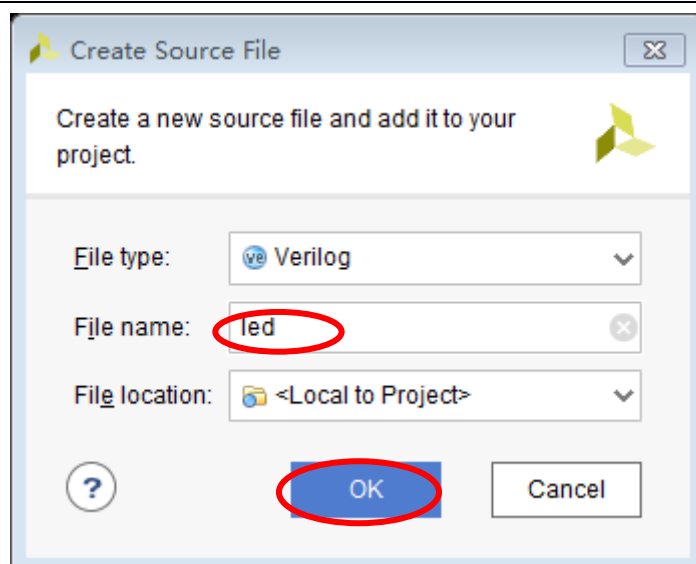 Create Source File
Create a new source file and add it to your
project.
File type:
ve Verilog
File name:
led
File location:
<Local to Project>
?
OK
Cancel